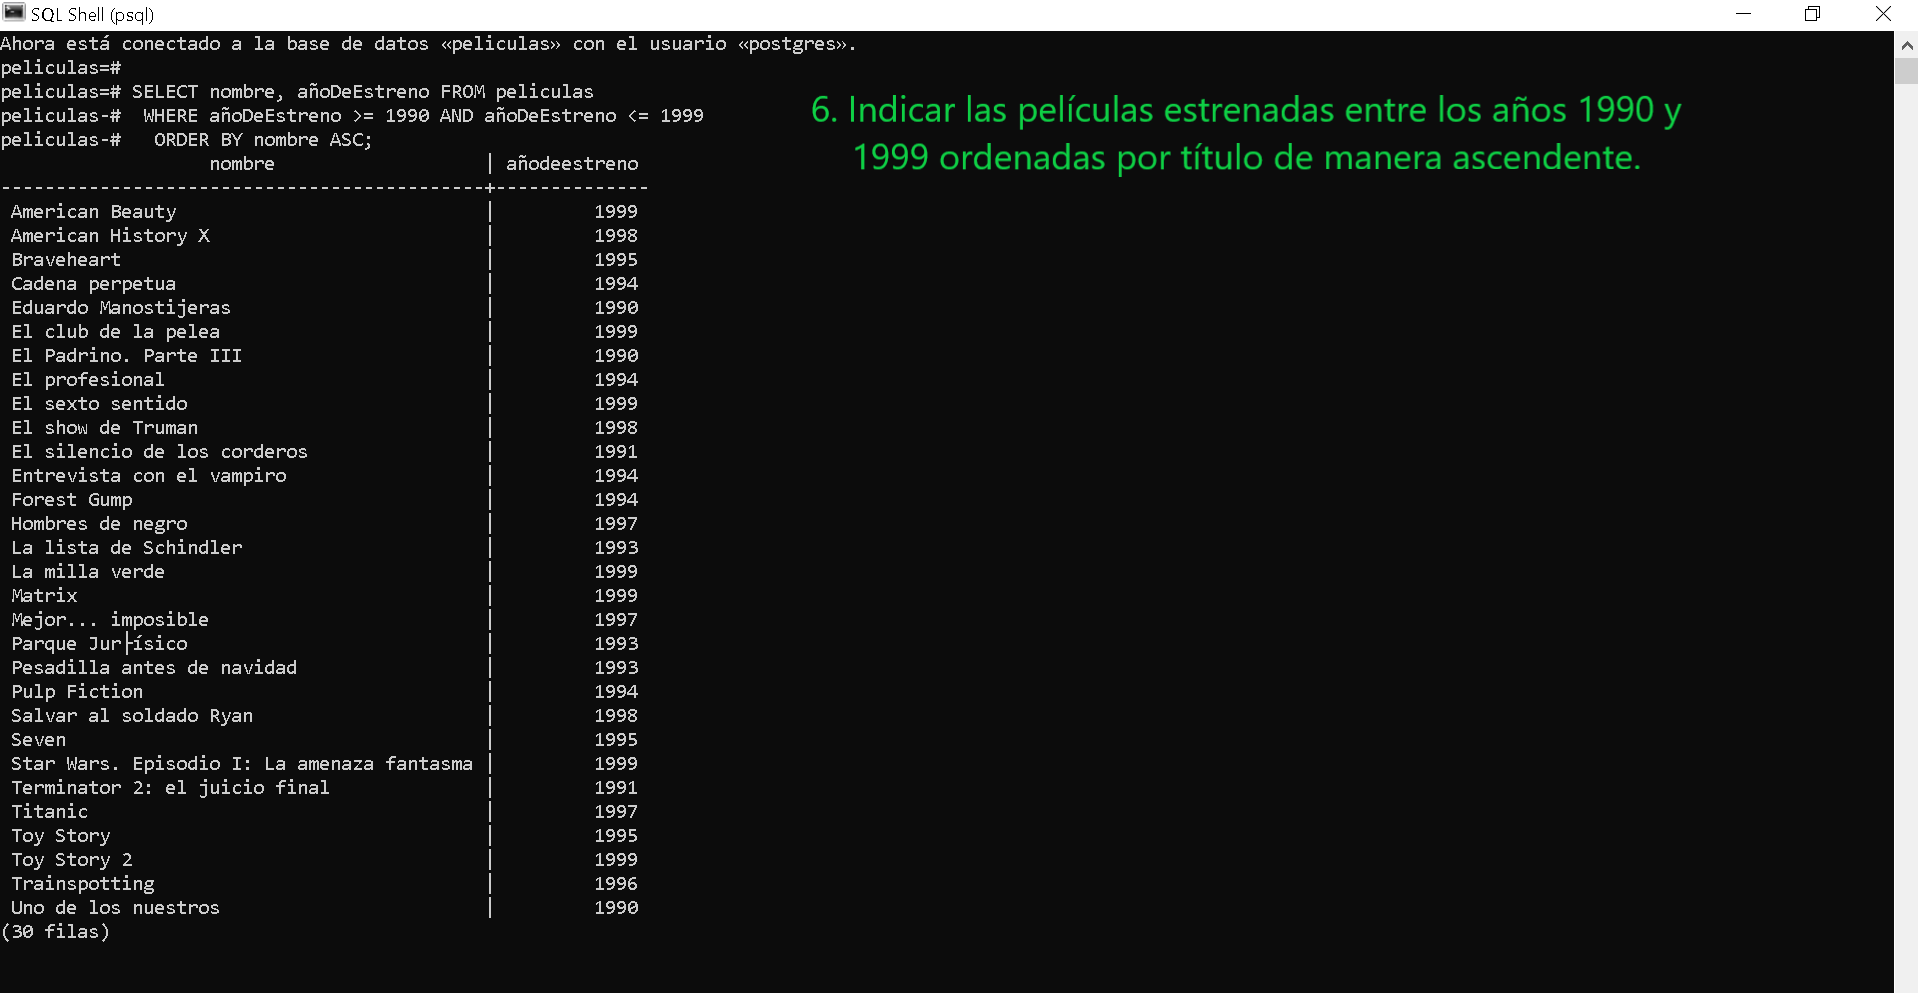 SQL Shell (psql)
Ahora está conectado a la base de datos «peliculas» con el usuario «postgres».
peliculas=#
peliculas=# SELECT nombre, añoDeEstreno FROM peliculas
peliculas-#  WHERE añoDeEstreno >= 1990 AND añoDeEstreno <= 1999
peliculas-#   ORDER BY nombre ASC;
nombre | añodeestreno
--------------------------------------------+--------------
American Beauty | 1999
American History X | 1998
Braveheart | 1995
Cadena perpetua | 1994
Eduardo Manostijeras | 1990
El club de la pelea | 1999
El Padrino. Parte III | 1990
El profesional | 1994
El sexto sentido | 1999
El show de Truman | 1998
El silencio de los corderos | 1991
Entrevista con el vampiro | 1994
Forest Gump | 1994
Hombres de negro | 1997
La lista de Schindler | 1993
La milla verde | 1999
Matrix | 1999
Mejor... imposible | 1997
Parque Jur├ísico | 1993
Pesadilla antes de navidad | 1993
Pulp Fiction | 1994
Salvar al soldado Ryan | 1998
Seven | 1995
Star Wars. Episodio I: La amenaza fantasma | 1999
Terminator 2: el juicio final | 1991
Titanic | 1997
Toy Story | 1995
Toy Story 2 | 1999
Trainspotting | 1996
Uno de los nuestros | 1990
(30 filas)
6. Indicar las películas estrenadas entre los años 1990 y
1999 ordenadas por título de manera ascendente.